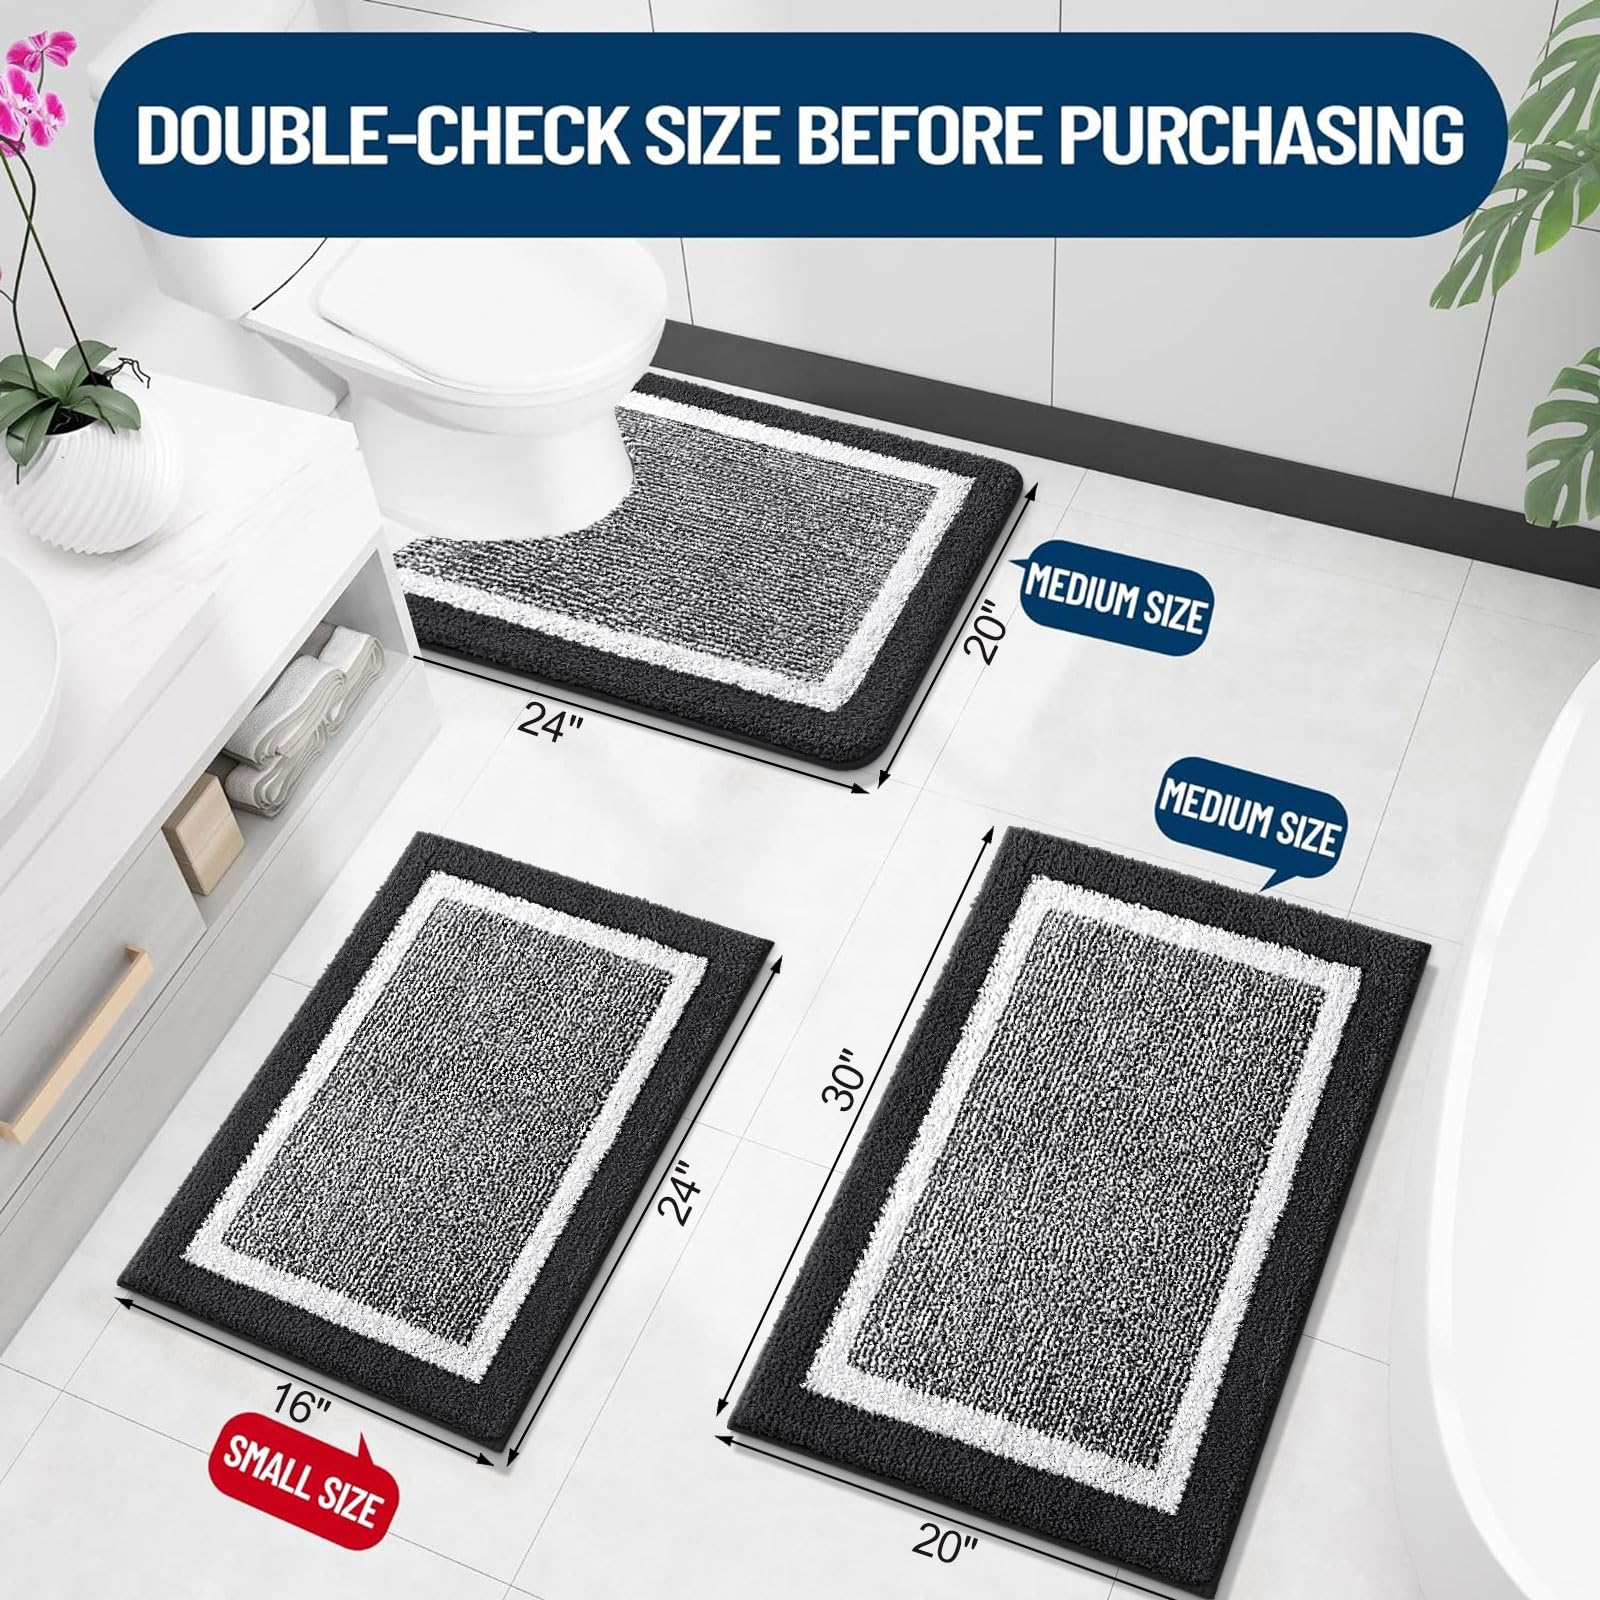 DOUBLE-CHECK SIZE BEFORE PURCHASING
MEDIUM SIZE
20"
24"
MEDIUM SIZE
30"
24"
16"
SMALL SIZE
20"